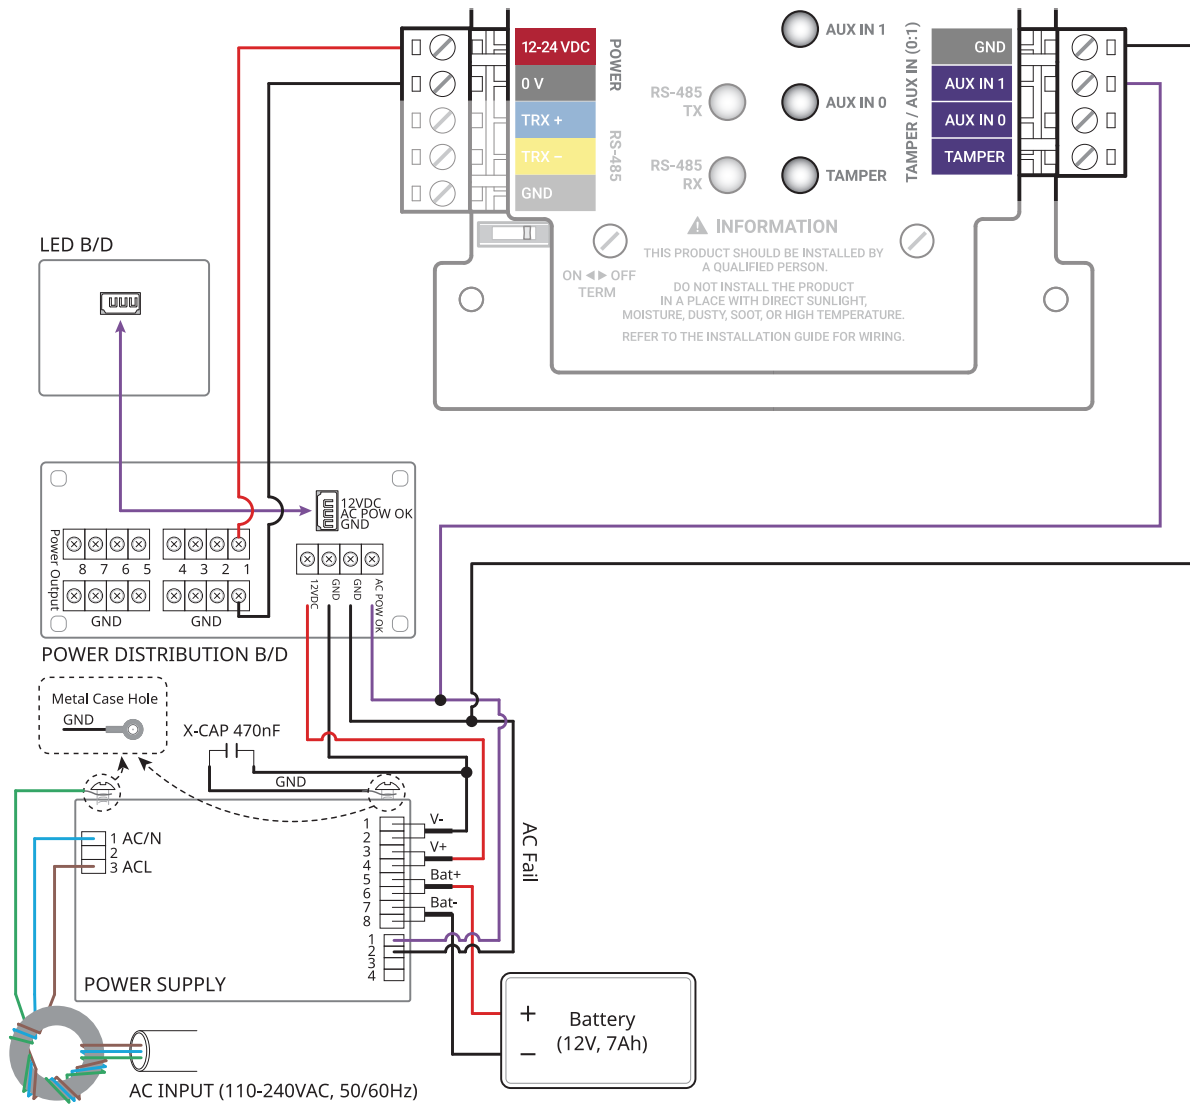 12-24 VDC
0 V
TRX +
TRX −
GND
POWER
RS-485
RS-485
TX
RS-485
RX
AUX IN 1
AUX IN 0
TAMPER
TAMPER / AUX IN (0:1)
GND
AUX IN 1
AUX IN 0
TAMPER
ON ◀▶ OFF
TERM
INFORMATION
THIS PRODUCT SHOULD BE INSTALLED BY
A QUALIFIED PERSON.
DO NOT INSTALL THE PRODUCT
IN A PLACE WITH DIRECT SUNLIGHT,
MOISTURE, DUSTY, SOOT, OR HIGH TEMPERATURE.
REFER TO THE INSTALLATION GUIDE FOR WIRING.
LED B/D
12VDC
AC POW OK
GND
Power Output
8 7 6 5
4 3 2 1
GND
GND
12VDC
GND
GND
AC POW OK
POWER DISTRIBUTION B/D
Metal Case Hole
GND
X-CAP 470nF
GND
1 AC/N
2
3 ACL
1
2
3
4
5
6
7
8
V-
V+
Bat+
Bat-
1
2
3
4
AC Fail
POWER SUPPLY
+
−
Battery
(12V, 7Ah)
AC INPUT (110-240VAC, 50/60Hz)